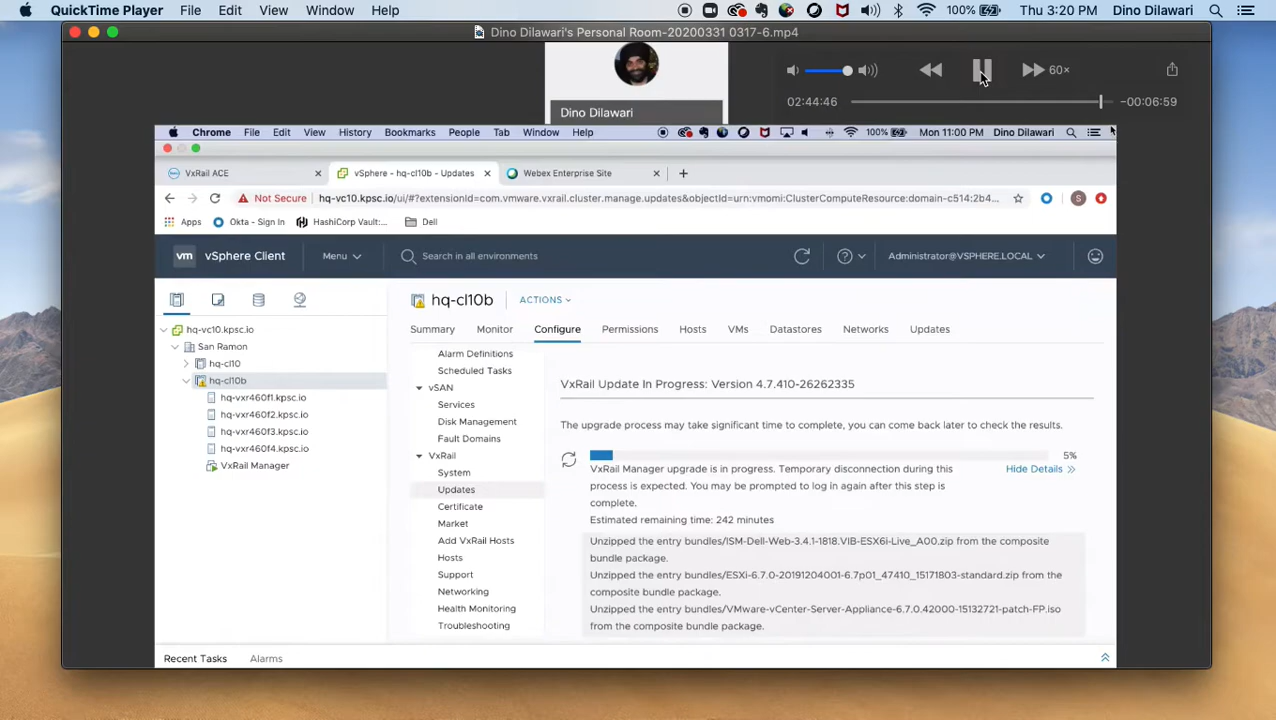 QuickTime Player File Edit View Window Help 100% Thu 3:20 PM Dino Dilawari
Dino Dilawari's Personal Room-20200331 0317-6.mp4
60×
02:44:46 −00:06:59
Dino Dilawari
Chrome File Edit View History Bookmarks People Tab Window Help 100% Mon 11:00 PM Dino Dilawari
VxRail ACE × vSphere - hq-cl10b - Updates × Webex Enterprise Site × +
Not Secure hq-vc10.kpsc.io/ui/#?extensionId=com.vmware.vxrail.cluster.manage.updates&objectId=urn:vmomi:ClusterComputeResource:domain-c514:2b4... S
Apps Okta - Sign In HashiCorp Vault:... Dell
vm vSphere Client Menu Search in all environments Administrator@VSPHERE.LOCAL
hq-cl10b ACTIONS
Summary Monitor Configure Permissions Hosts VMs Datastores Networks Updates
hq-vc10.kpsc.io
San Ramon
hq-cl10
hq-cl10b
hq-vxr460f1.kpsc.io
hq-vxr460f2.kpsc.io
hq-vxr460f3.kpsc.io
hq-vxr460f4.kpsc.io
VxRail Manager
Alarm Definitions
Scheduled Tasks
vSAN
Services
Disk Management
Fault Domains
VxRail
System
Updates
Certificate
Market
Add VxRail Hosts
Hosts
Support
Networking
Health Monitoring
Troubleshooting
VxRail Update In Progress: Version 4.7.410-26262335
The upgrade process may take significant time to complete, you can come back later to check the results.
5%
VxRail Manager upgrade is in progress. Temporary disconnection during this
process is expected. You may be prompted to log in again after this step is
complete.
Hide Details
Estimated remaining time: 242 minutes
Unzipped the entry bundles/ISM-Dell-Web-3.4.1-1818.VIB-ESX6i-Live_A00.zip from the composite
bundle package.
Unzipped the entry bundles/ESXi-6.7.0-20191204001-6.7p01_47410_15171803-standard.zip from the
composite bundle package.
Unzipped the entry bundles/VMware-vCenter-Server-Appliance-6.7.0.42000-15132721-patch-FP.iso
from the composite bundle package.
Recent Tasks Alarms